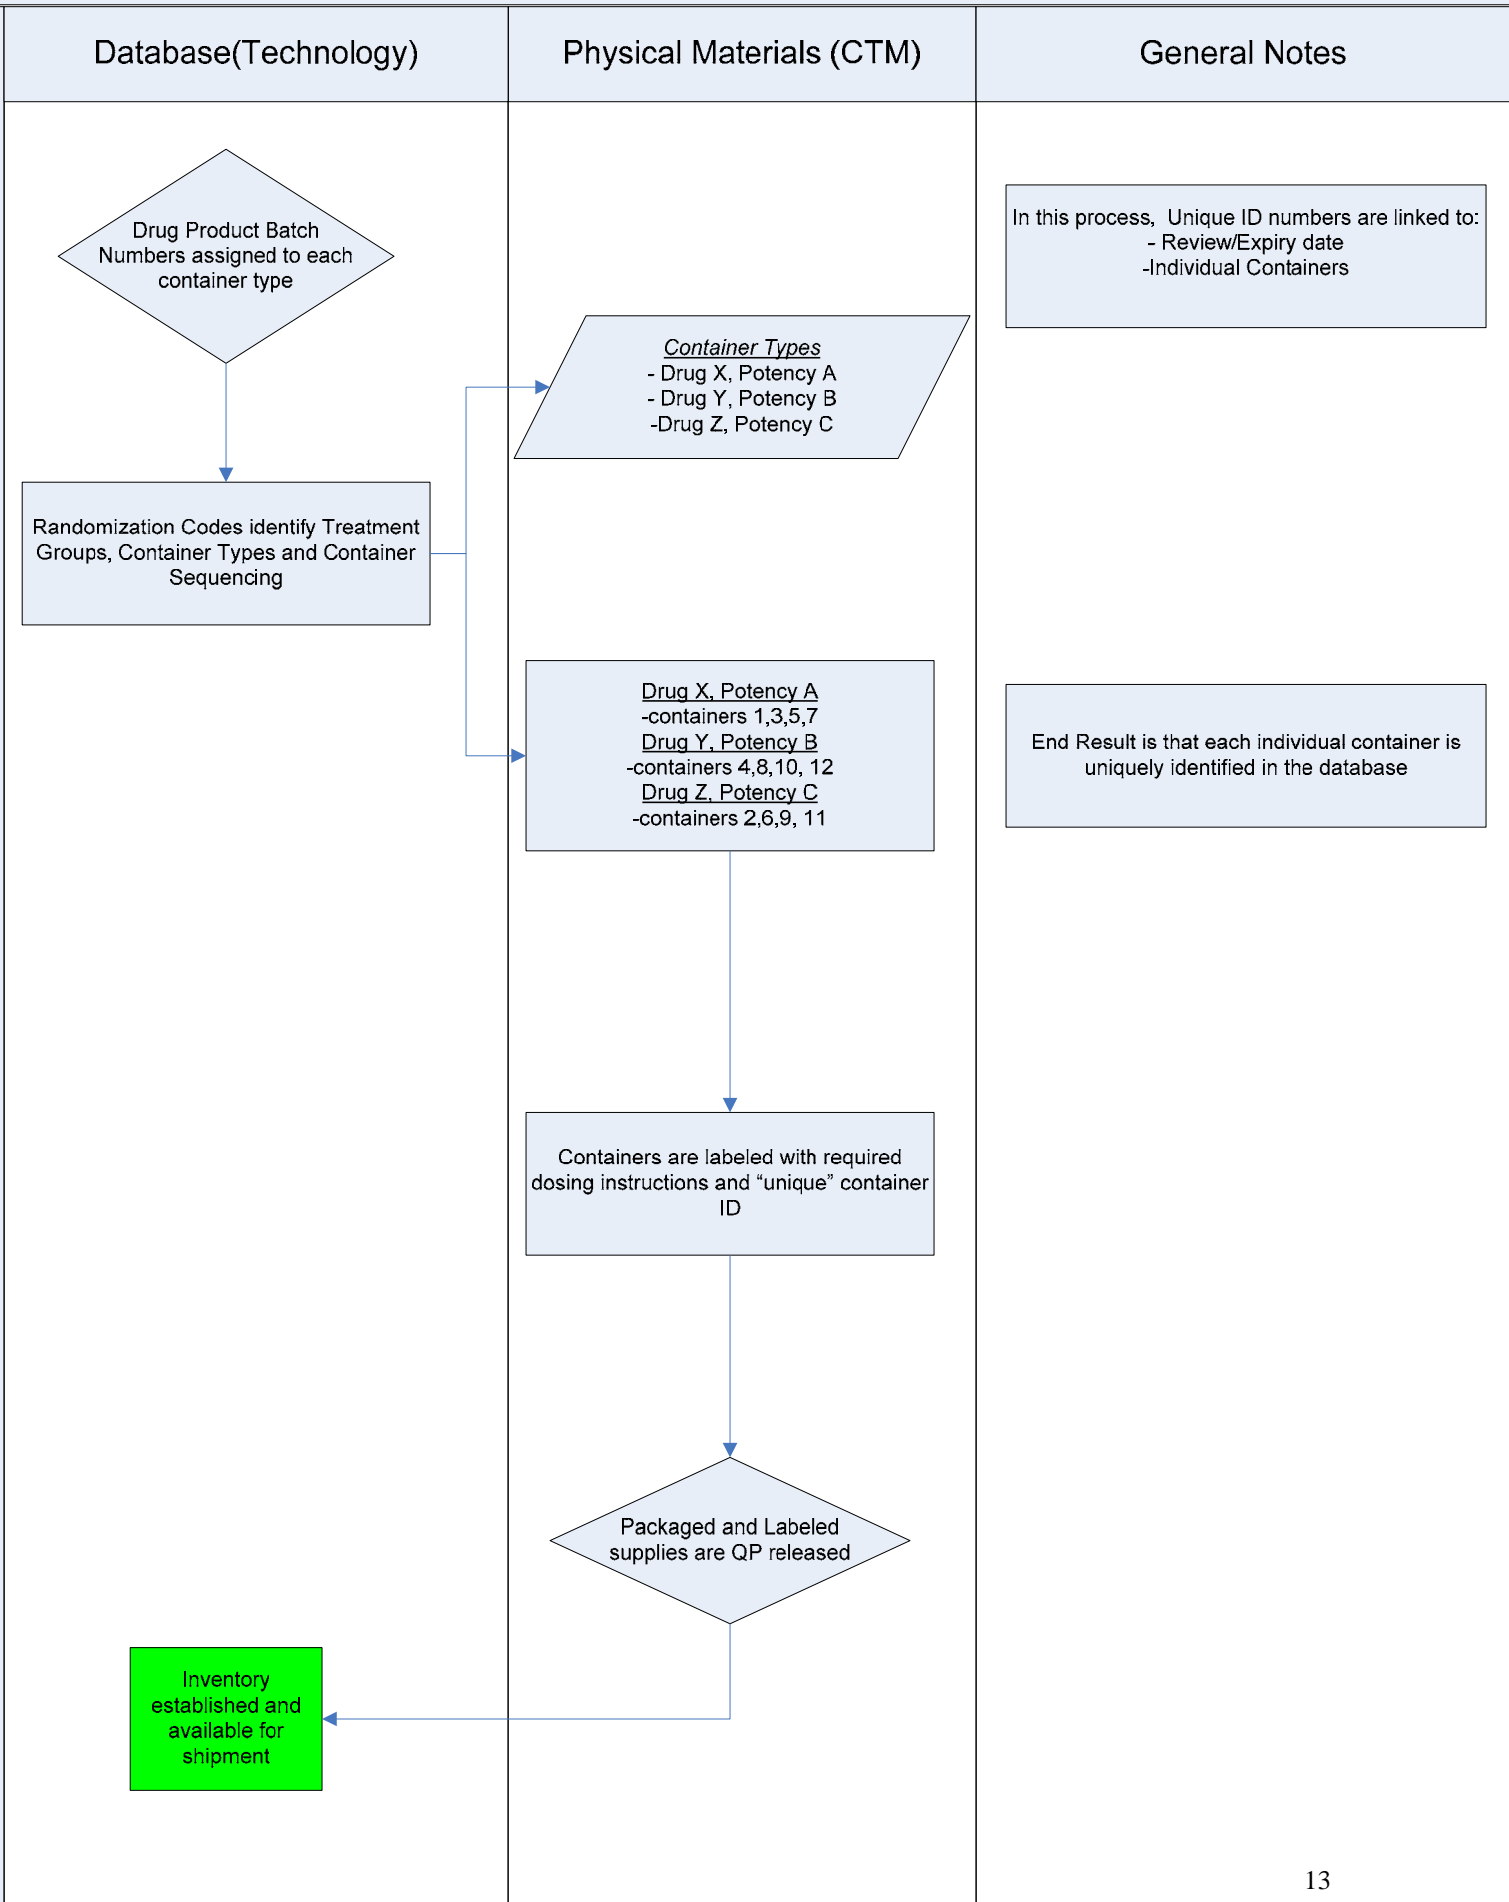 Database(Technology)
Physical Materials (CTM)
General Notes
Drug Product Batch
Numbers assigned to each
container type
In this process,  Unique ID numbers are linked to:
- Review/Expiry date
-Individual Containers
Container Types
- Drug X, Potency A
- Drug Y, Potency B
-Drug Z, Potency C
Randomization Codes identify Treatment
Groups, Container Types and Container
Sequencing
Drug X, Potency A
-containers 1,3,5,7
Drug Y, Potency B
-containers 4,8,10, 12
Drug Z, Potency C
-containers 2,6,9, 11
End Result is that each individual container is
uniquely identified in the database
Containers are labeled with required
dosing instructions and “unique” container
ID
Packaged and Labeled
supplies are QP released
Inventory
established and
available for
shipment
13